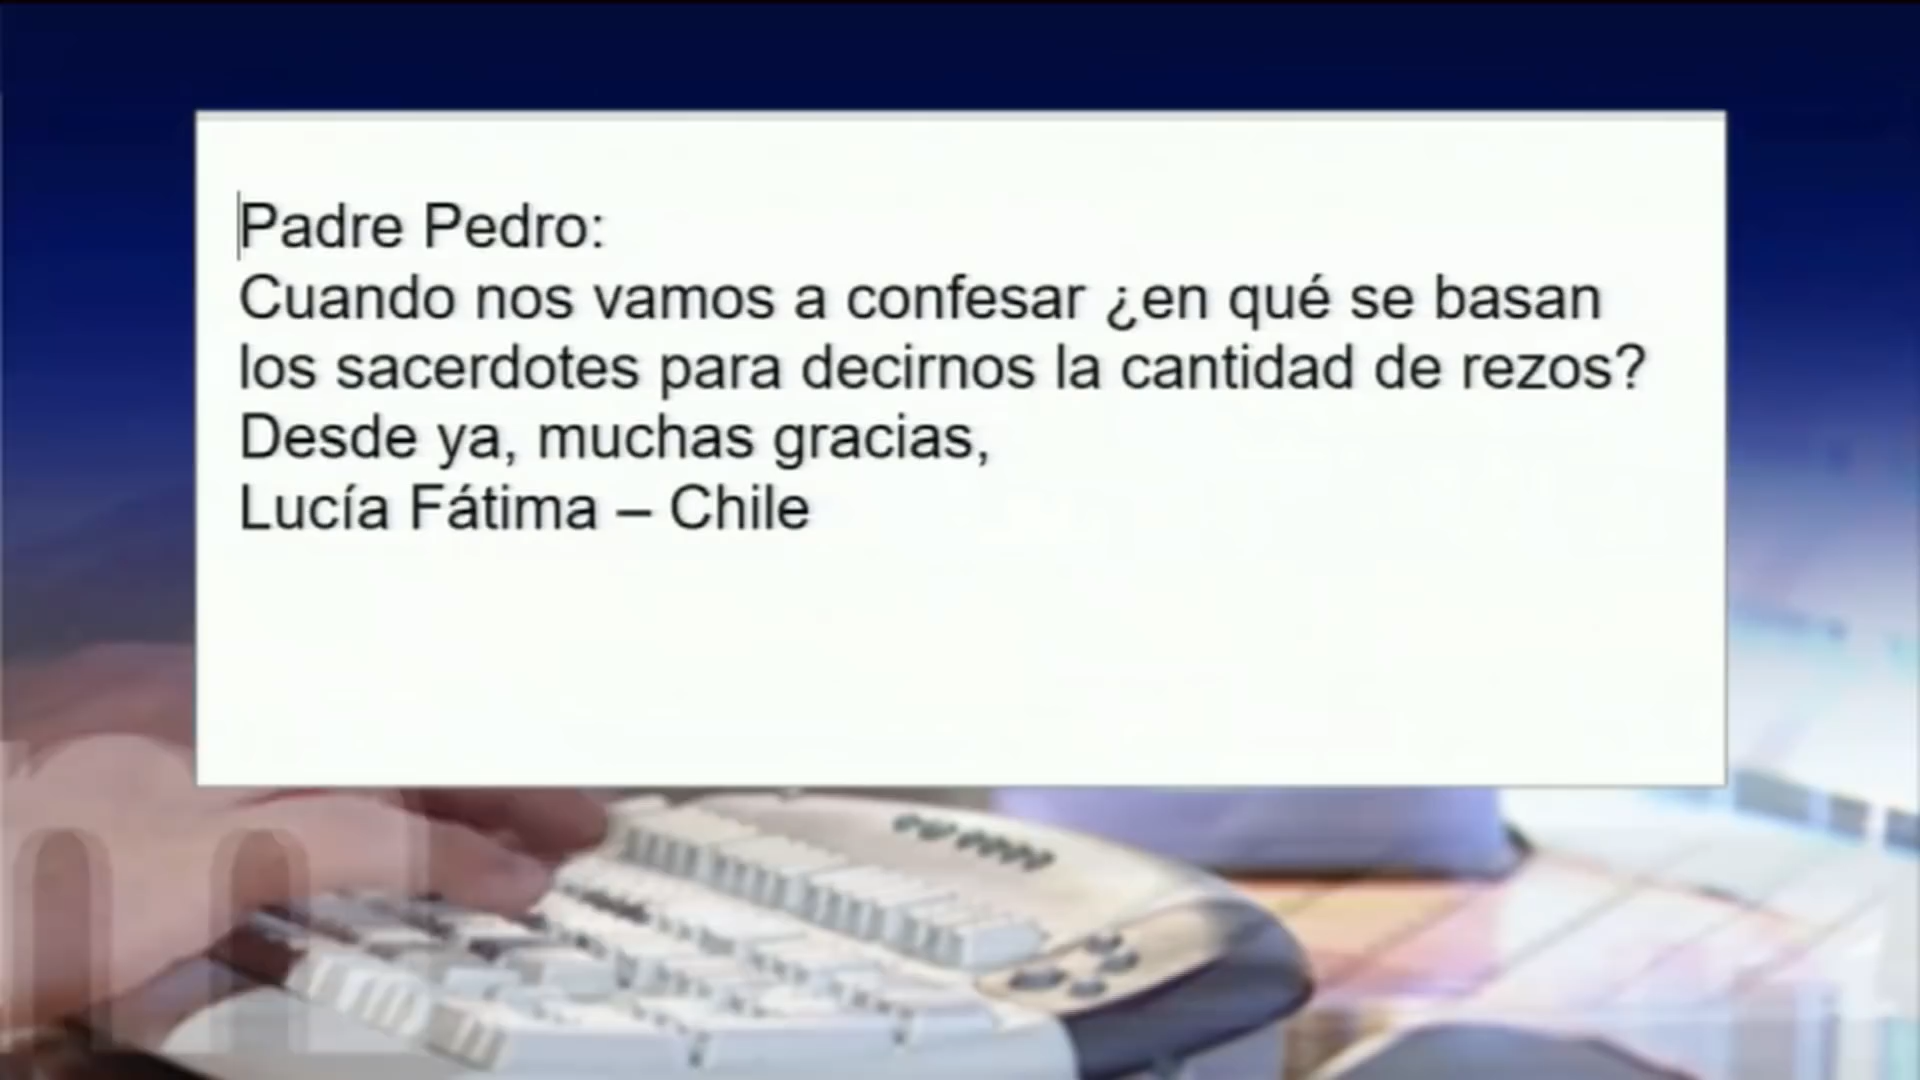 Padre Pedro:
Cuando nos vamos a confesar ¿en qué se basan
los sacerdotes para decirnos la cantidad de rezos?
Desde ya, muchas gracias,
Lucía Fátima – Chile